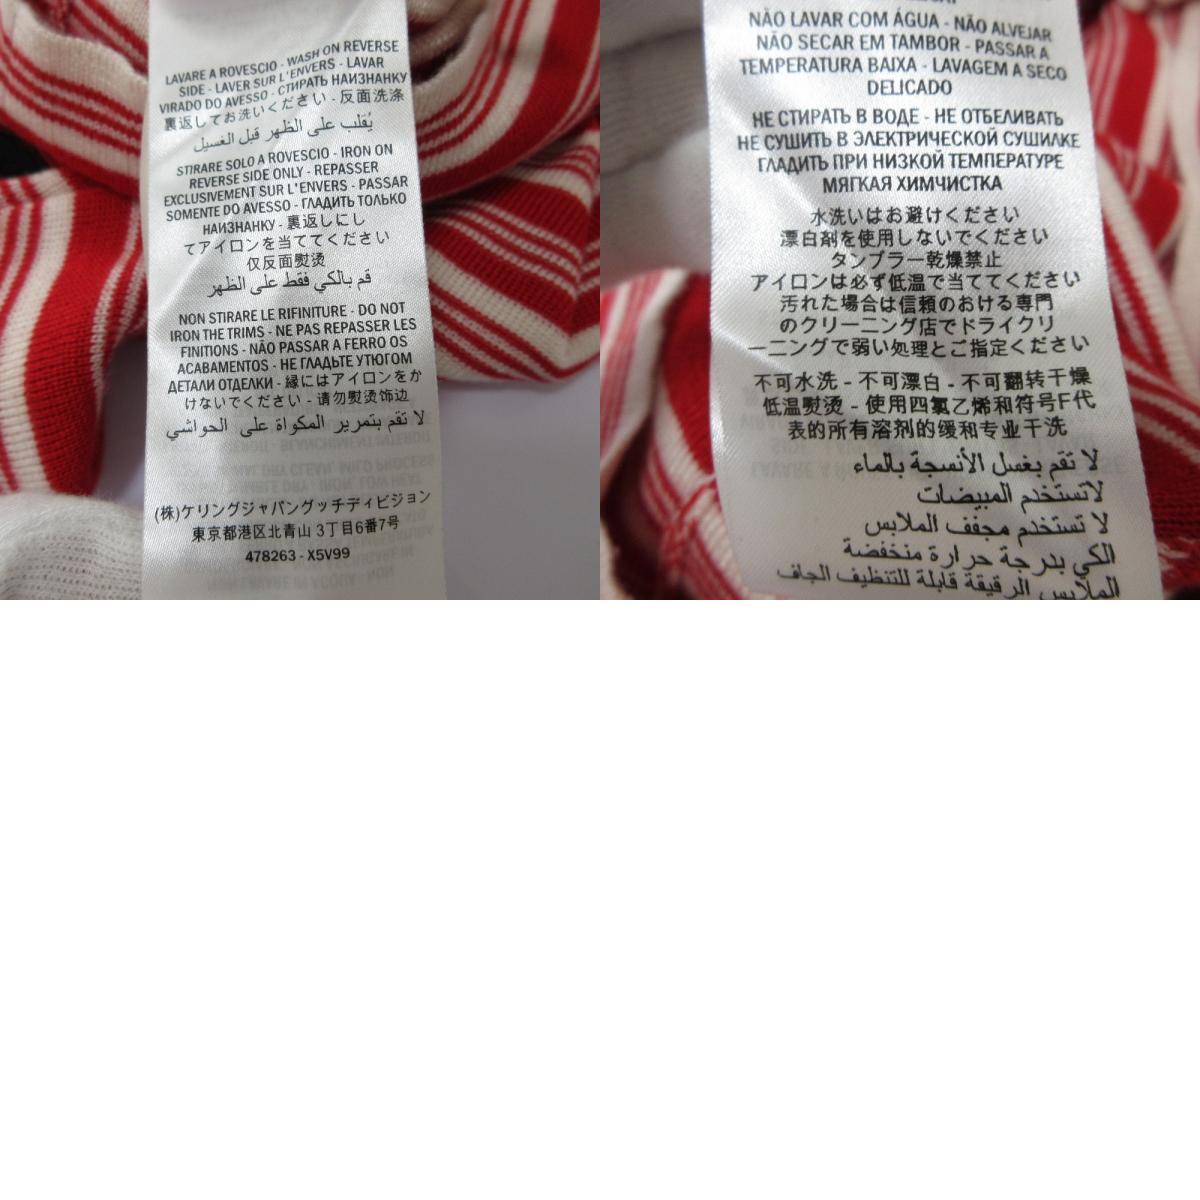 LAVARE A ROVESCIO - WASH ON REVERSE
SIDE - LAVER SUR L'ENVERS - LAVAR
VIRADO DO AVESSO - СТИРАТЬ НАИЗНАНКУ
裏返してお洗いください - 反面洗涤
يُقلب على الظهر قبل الغسيل
STIRARE SOLO A ROVESCIO - IRON ON
REVERSE SIDE ONLY - REPASSER
EXCLUSIVEMENT SUR L'ENVERS - PASSAR
SOMENTE DO AVESSO - ГЛАДИТЬ ТОЛЬКО
НАИЗНАНКУ - 裏返しにし
てアイロンを当ててください
仅反面熨烫
قم بالكي فقط على الظهر
NON STIRARE LE RIFINITURE - DO NOT
IRON THE TRIMS - NE PAS REPASSER LES
FINITIONS - NÃO PASSAR A FERRO OS
ACABAMENTOS - НЕ ГЛАДЬТЕ УТЮГОМ
ДЕТАЛИ ОТДЕЛКИ - 縁にはアイロンをか
けないでください - 请勿熨烫饰边
لا تقم بتمرير المكواة على الحواشي
(株)ケリングジャパングッチディビジョン
東京都港区北青山 3丁目6番7号
478263 - X5V99
NÃO LAVAR COM ÁGUA - NÃO ALVEJAR
NÃO SECAR EM TAMBOR - PASSAR A
TEMPERATURA BAIXA - LAVAGEM A SECO
DELICADO
НЕ СТИРАТЬ В ВОДЕ - НЕ ОТБЕЛИВАТЬ
НЕ СУШИТЬ В ЭЛЕКТРИЧЕСКОЙ СУШИЛКЕ
ГЛАДИТЬ ПРИ НИЗКОЙ ТЕМПЕРАТУРЕ
МЯГКАЯ ХИМЧИСТКА
水洗いはお避けください
漂白剤を使用しないでください
タンブラー乾燥禁止
アイロンは必ず低温で当ててください
汚れた場合は信頼のおける専門
のクリーニング店でドライクリ
ーニングで弱い処理とご指定ください
不可水洗 - 不可漂白 - 不可翻转干燥
低温熨烫 - 使用四氯乙烯和符号F代
表的所有溶剂的缓和专业干洗
لا تقم بغسل الأنسجة بالماء
لاتستخدم المبيضات
لا تستخدم مجفف الملابس
الكي بدرجة حرارة منخفضة
الملابس الرقيقة قابلة للتنظيف الجاف